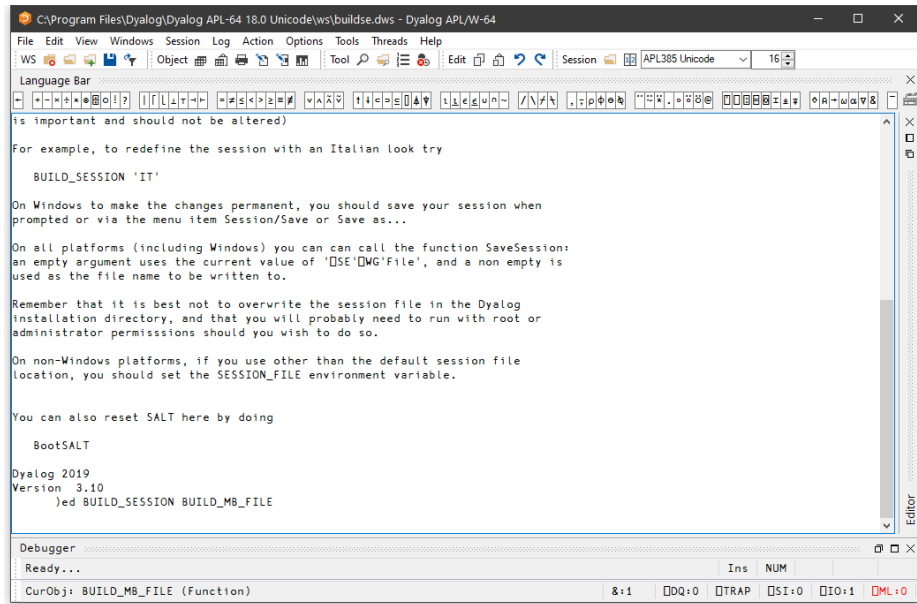 C:\Program Files\Dyalog\Dyalog APL-64 18.0 Unicode\ws\buildse.dws - Dyalog APL/W-64
File Edit View Windows Session Log Action Options Tools Threads Help
WS Object Tool Edit Session APL385 Unicode 16
Language Bar
is important and should not be altered)
For example, to redefine the session with an Italian look try
BUILD_SESSION 'IT'
On Windows to make the changes permanent, you should save your session when
prompted or via the menu item Session/Save or Save as...
On all platforms (including Windows) you can can call the function SaveSession:
an empty argument uses the current value of '⎕SE'⎕WG'File', and a non empty is
used as the file name to be written to.
Remember that it is best not to overwrite the session file in the Dyalog
installation directory, and that you will probably need to run with root or
administrator permisssions should you wish to do so.
On non-Windows platforms, if you use other than the default session file
location, you should set the SESSION_FILE environment variable.
You can also reset SALT here by doing
BootSALT
Dyalog 2019
Version 3.10
)ed BUILD_SESSION BUILD_MB_FILE
Editor
Debugger
Ready... Ins NUM
CurObj: BUILD_MB_FILE (Function) &:1 ⎕DQ:0 ⎕TRAP ⎕SI:0 ⎕IO:1 ⎕ML:0